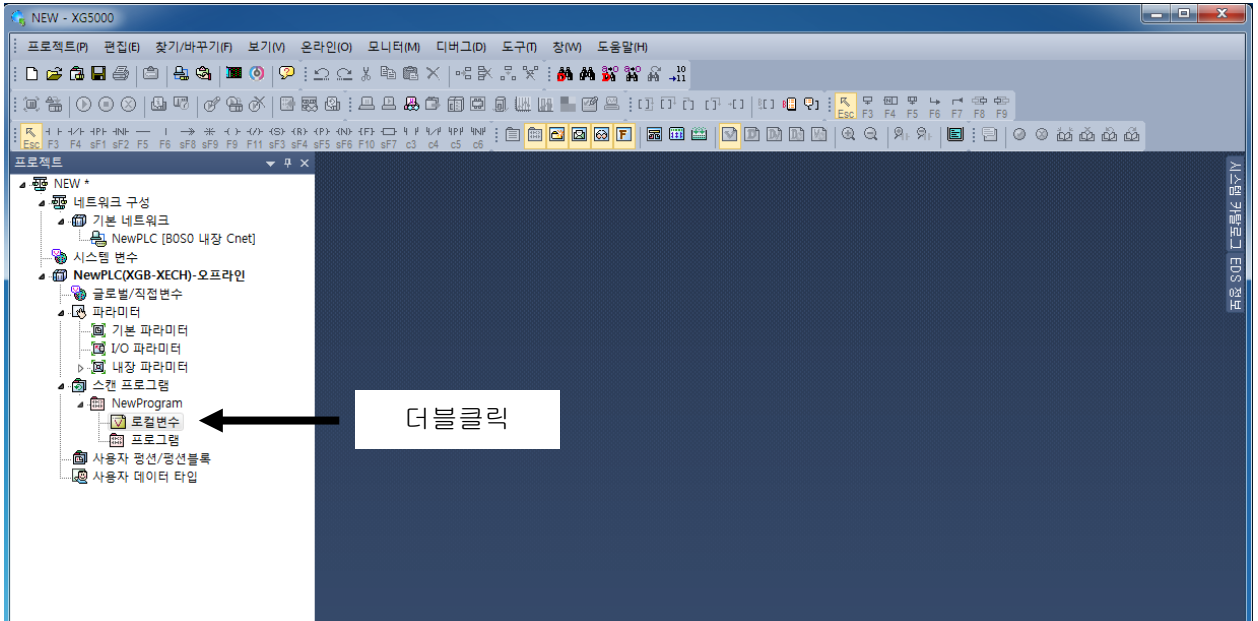 NEW - XG5000
프로젝트(P) 편집(E) 찾기/바꾸기(F) 보기(V) 온라인(O) 모니터(M) 디버그(D) 도구(T) 창(W) 도움말(H)
Esc F3 F4 F5 F6 F7 F8 F9
Esc F3 F4 sF1 sF2 F5 F6 sF8 sF9 F9 F11 sF3 sF4 sF5 sF6 F10 sF7 c3 c4 c5 c6
프로젝트
NEW *
네트워크 구성
기본 네트워크
NewPLC [B0S0 내장 Cnet]
시스템 변수
NewPLC(XGB-XECH)-오프라인
글로벌/직접변수
파라미터
기본 파라미터
I/O 파라미터
내장 파라미터
스캔 프로그램
NewProgram
로컬변수
프로그램
사용자 펑션/펑션블록
사용자 데이터 타입
더블클릭
시스템 카탈로그
EDS 정보